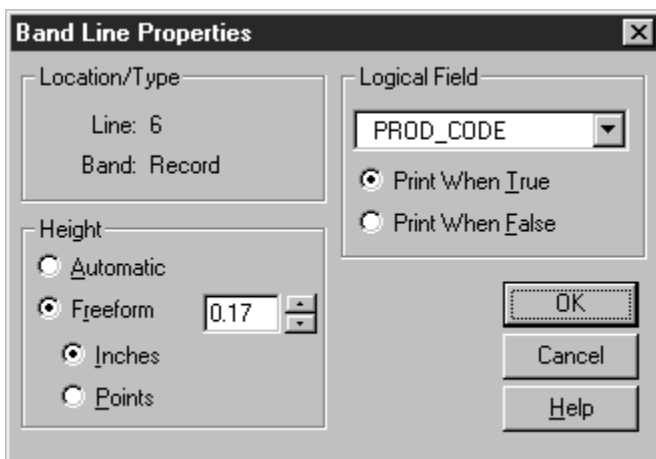 Band Line Properties
Location/Type
Line: 6
Band: Record
Height
Automatic
Freeform 0.17
Inches
Points
Logical Field
PROD_CODE
Print When True
Print When False
OK
Cancel
Help